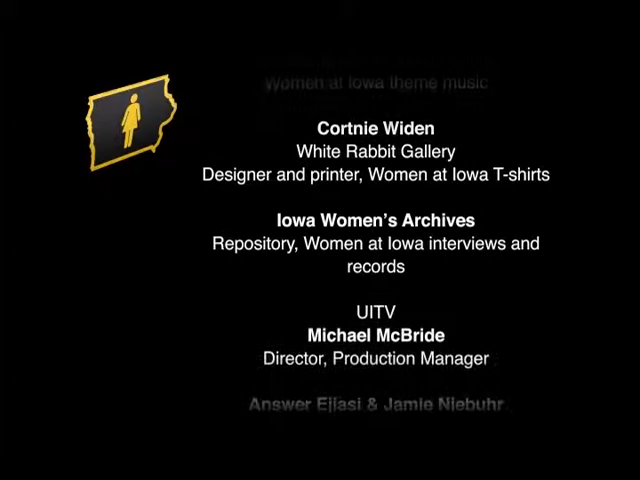 Women at Iowa theme music
Cortnie Widen
White Rabbit Gallery
Designer and printer, Women at Iowa T-shirts
Iowa Women's Archives
Repository, Women at Iowa interviews and
records
UITV
Michael McBride
Director, Production Manager
Answer Ejiasi & Jamie Niebuhr